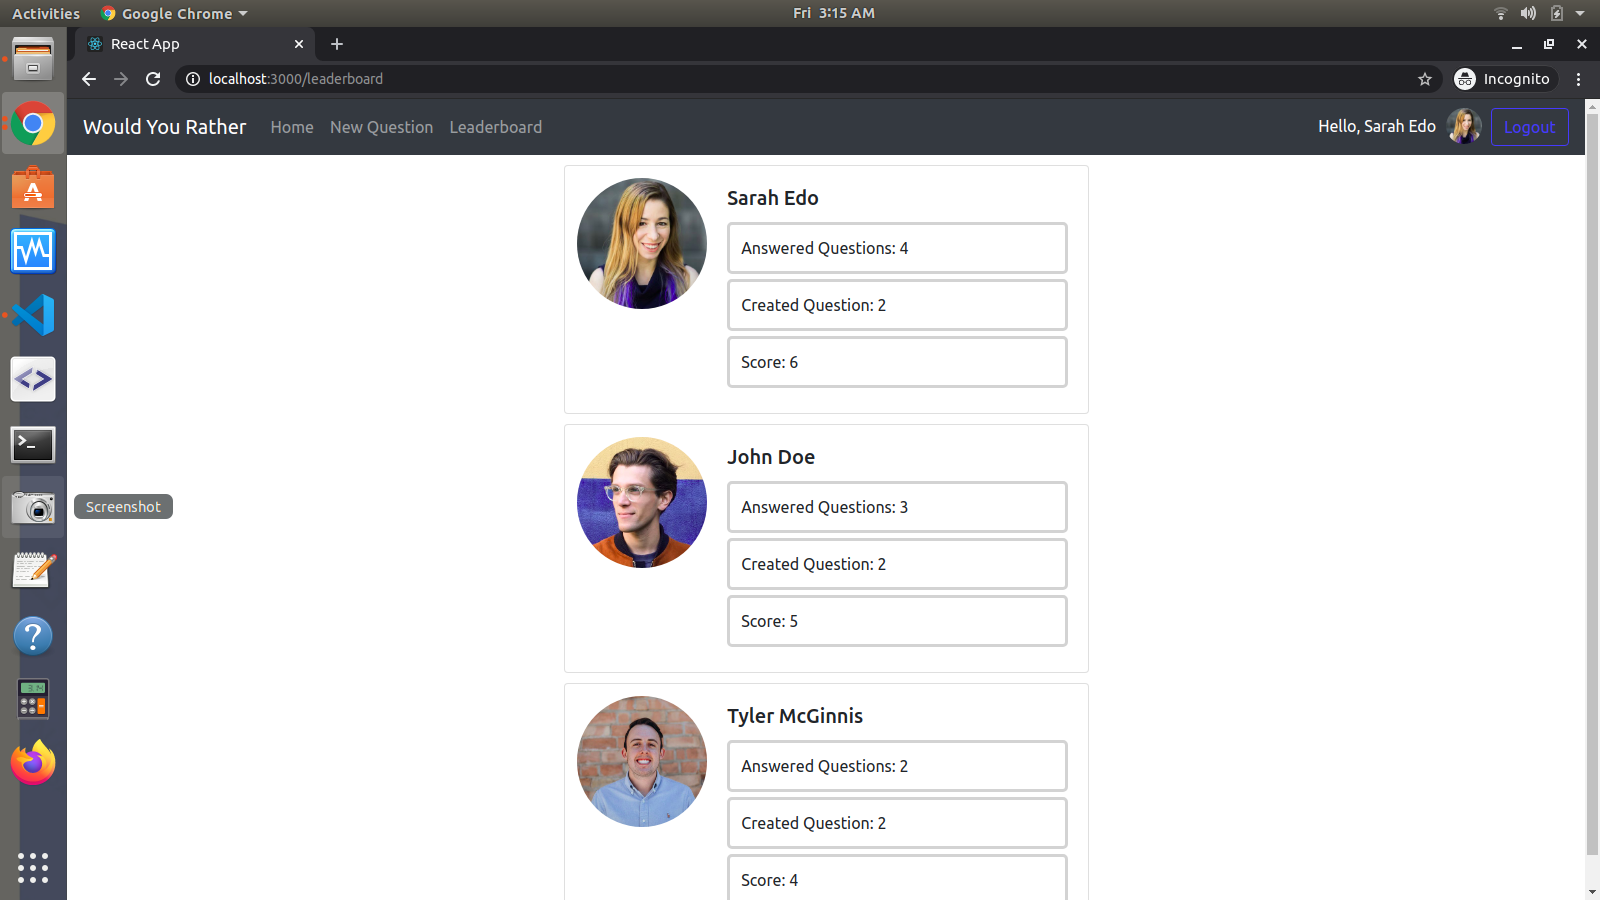 Activities Google Chrome Fri 3:15 AM
React App
localhost:3000/leaderboard Incognito
Would You Rather Home New Question Leaderboard Hello, Sarah Edo Logout
Sarah Edo
Answered Questions: 4
Created Question: 2
Score: 6
John Doe
Answered Questions: 3
Screenshot
Created Question: 2
Score: 5
Tyler McGinnis
Answered Questions: 2
Created Question: 2
Score: 4